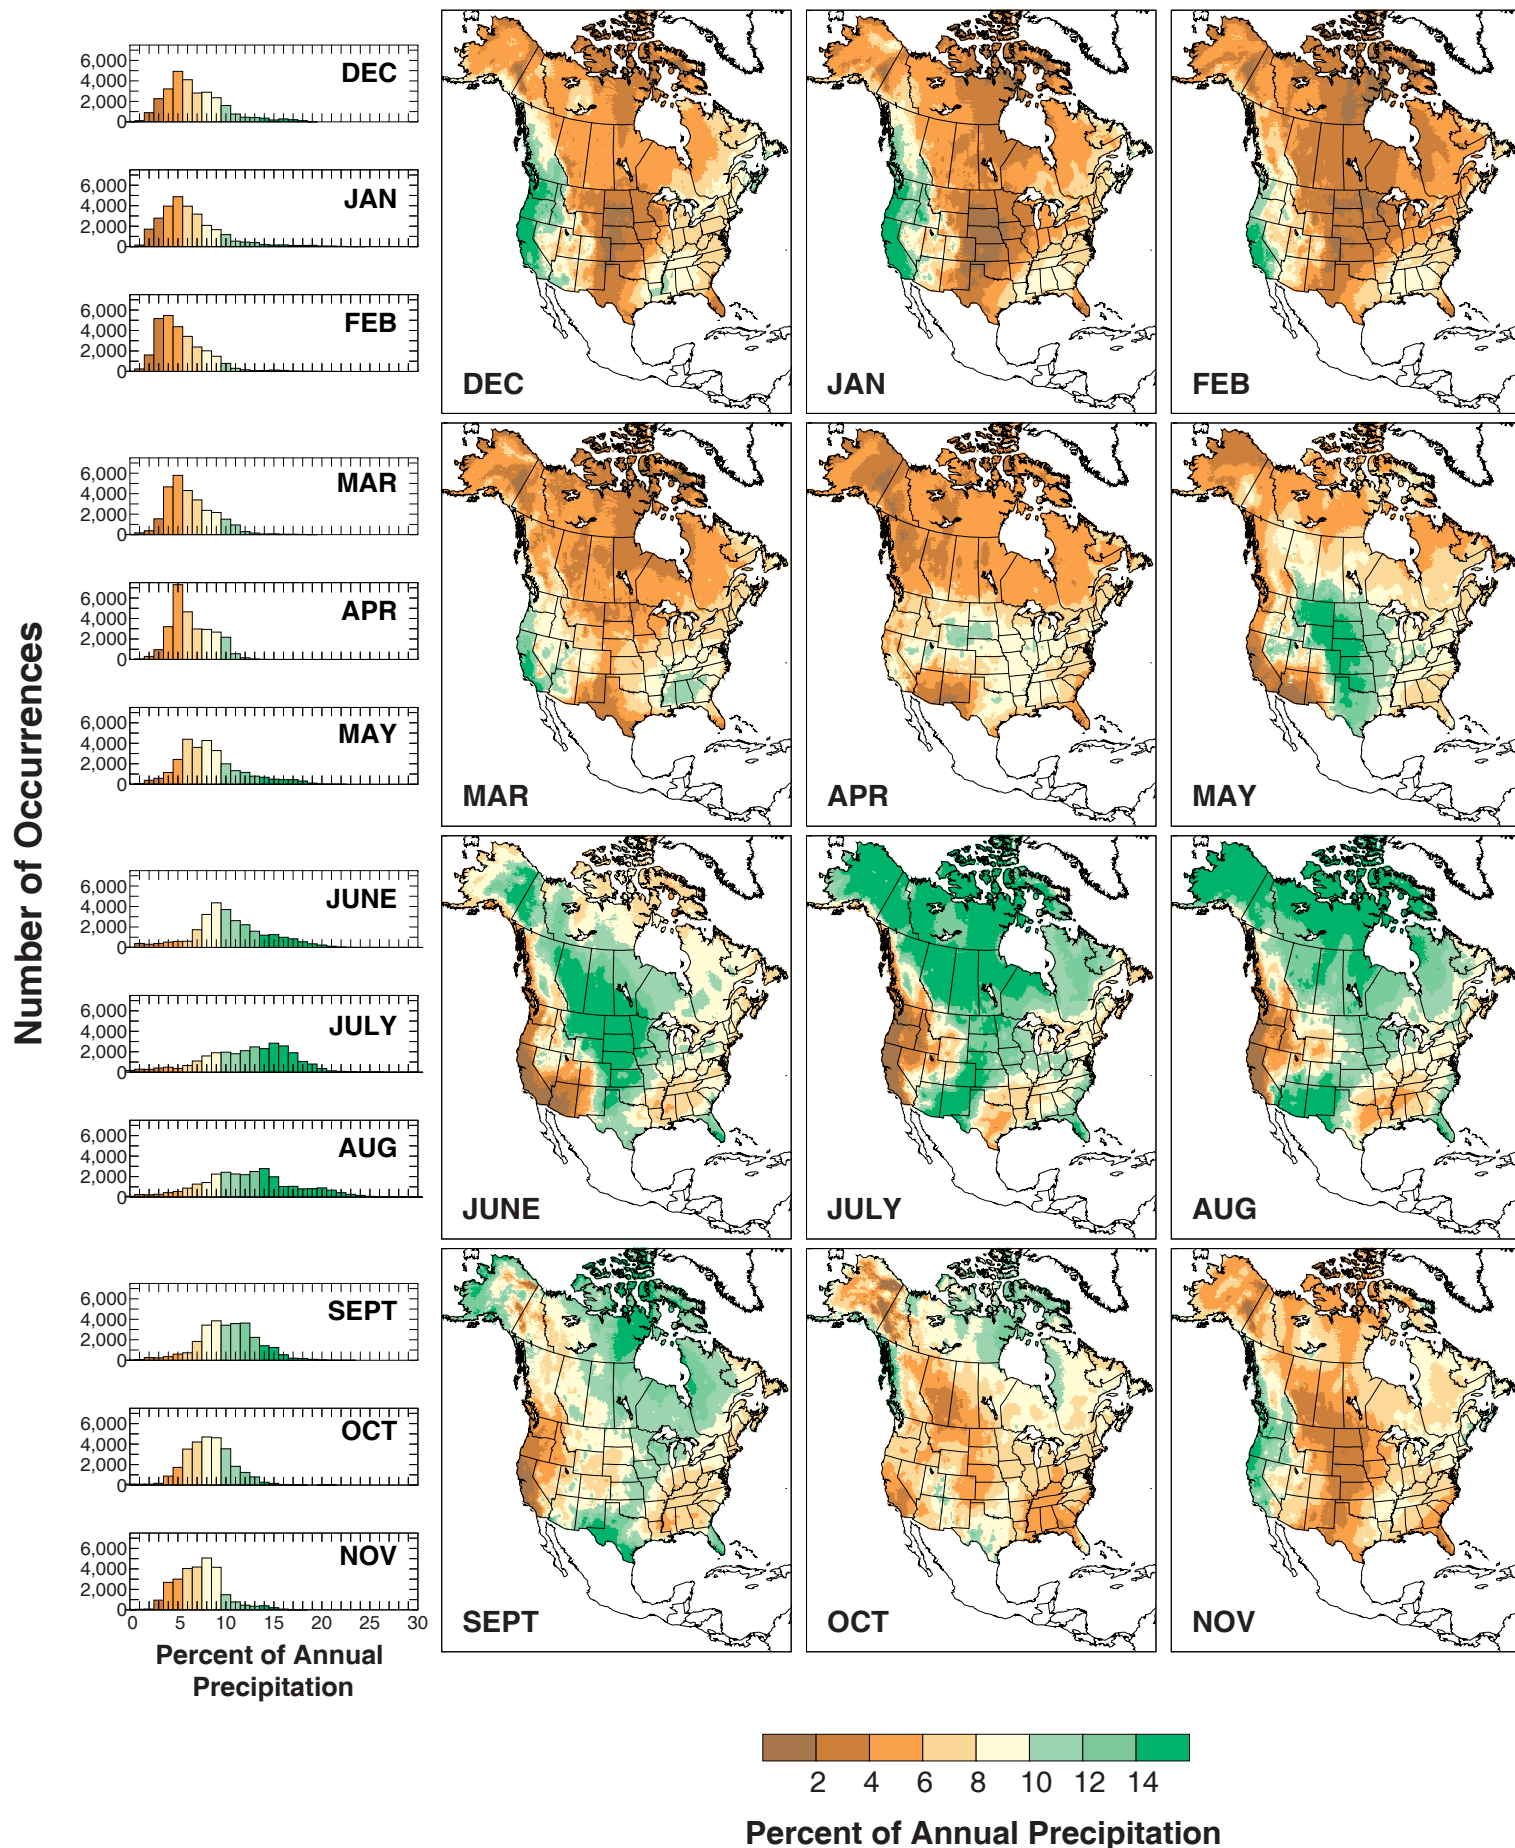 Number of Occurrences
6,000
4,000
2,000
0
DEC
6,000
4,000
2,000
0
JAN
6,000
4,000
2,000
0
FEB
DEC
JAN
FEB
6,000
4,000
2,000
0
MAR
6,000
4,000
2,000
0
APR
6,000
4,000
2,000
0
MAY
MAR
APR
MAY
6,000
4,000
2,000
0
JUNE
6,000
4,000
2,000
0
JULY
6,000
4,000
2,000
0
AUG
JUNE
JULY
AUG
6,000
4,000
2,000
0
SEPT
6,000
4,000
2,000
0
OCT
6,000
4,000
2,000
0
NOV
0 5 10 15 20 25 30
Percent of Annual
Precipitation
SEPT
OCT
NOV
2 4 6 8 10 12 14
Percent of Annual Precipitation